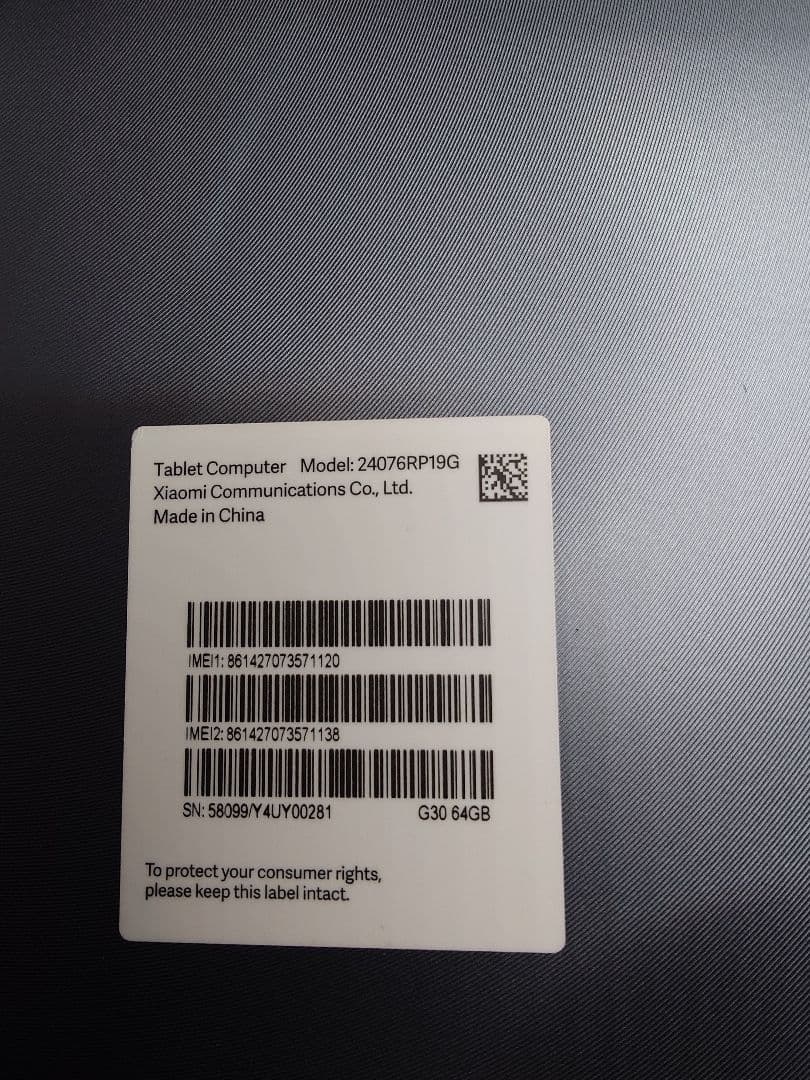 Tablet Computer Model: 24076RP19G
Xiaomi Communications Co., Ltd.
Made in China
IMEI1: 861427073571120
IMEI2: 861427073571138
SN: 58099/Y4UY00281 G30 64GB
To protect your consumer rights,
please keep this label intact.